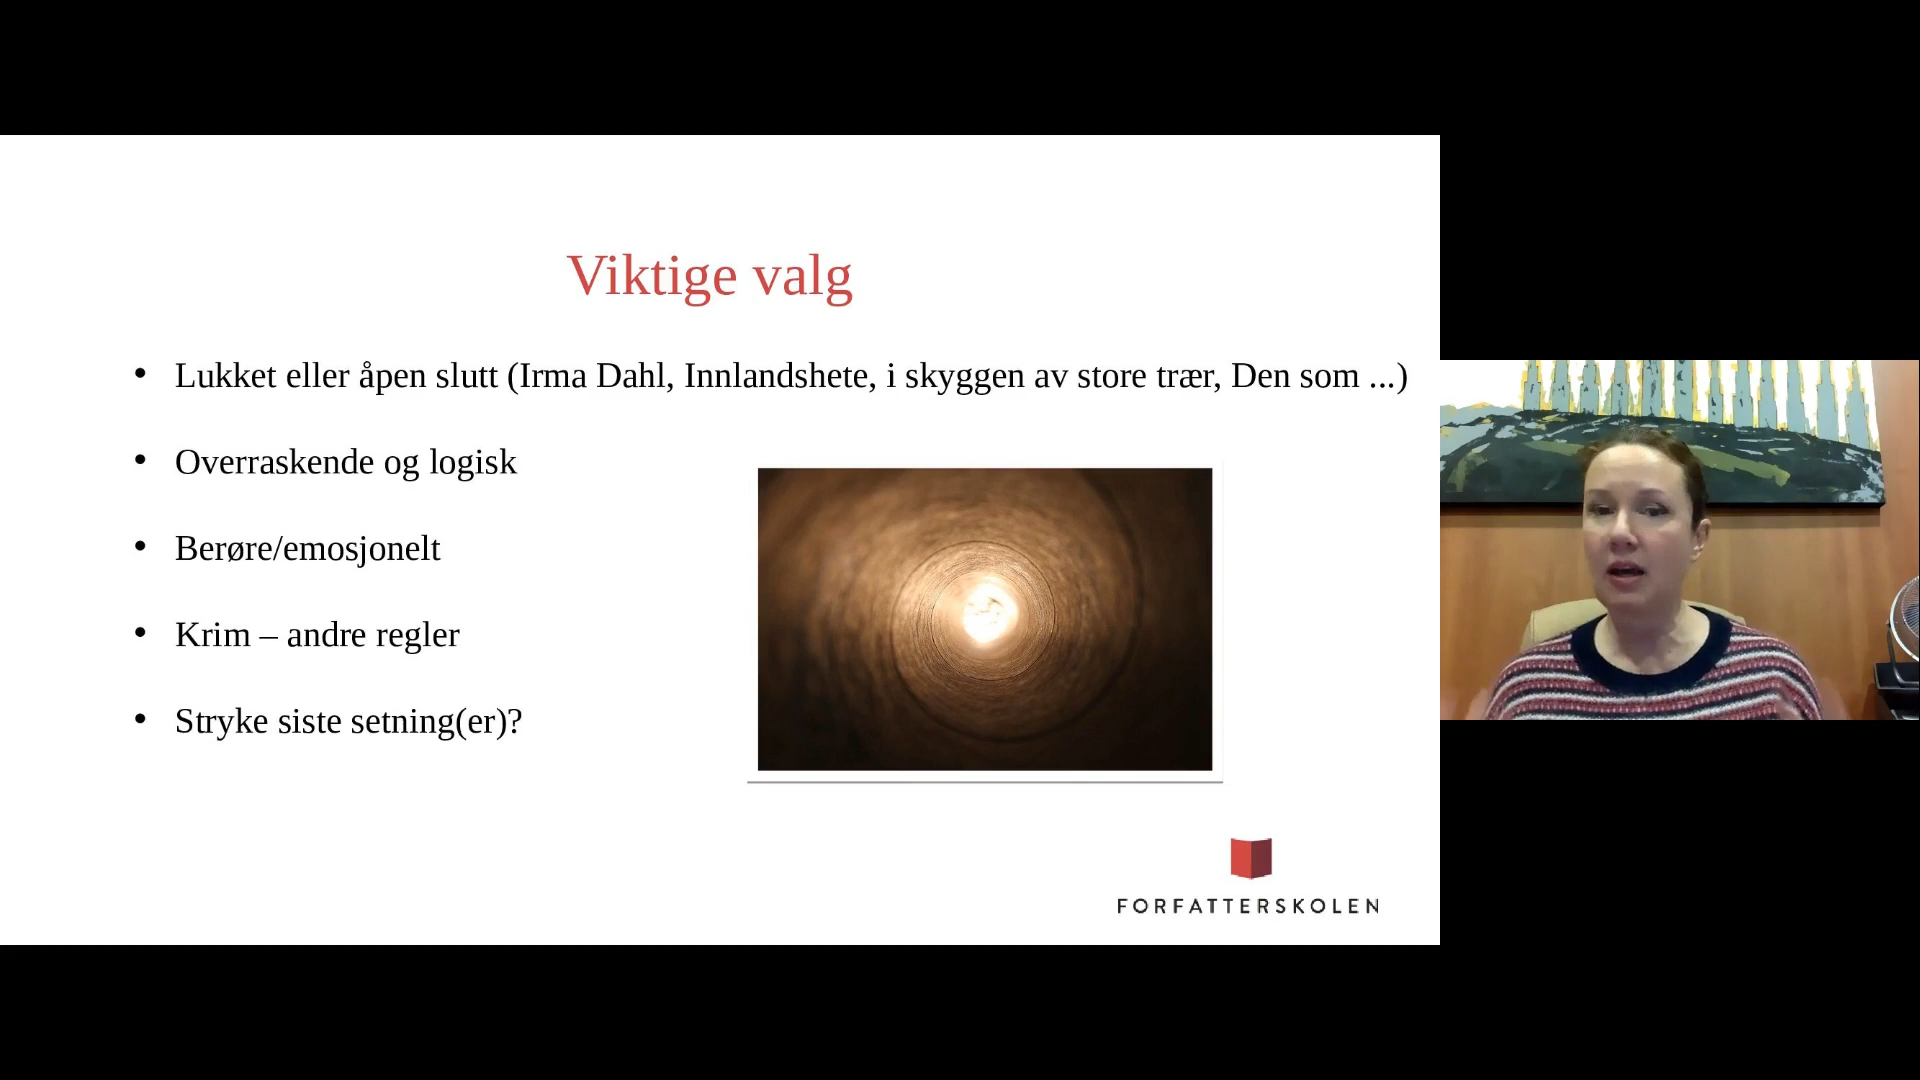 Viktige valg
• Lukket eller åpen slutt (Irma Dahl, Innlandshete, i skyggen av store trær, Den som ...)
• Overraskende og logisk
• Berøre/emosjonelt
• Krim – andre regler
• Stryke siste setning(er)?
FORFATTERSKOLEN